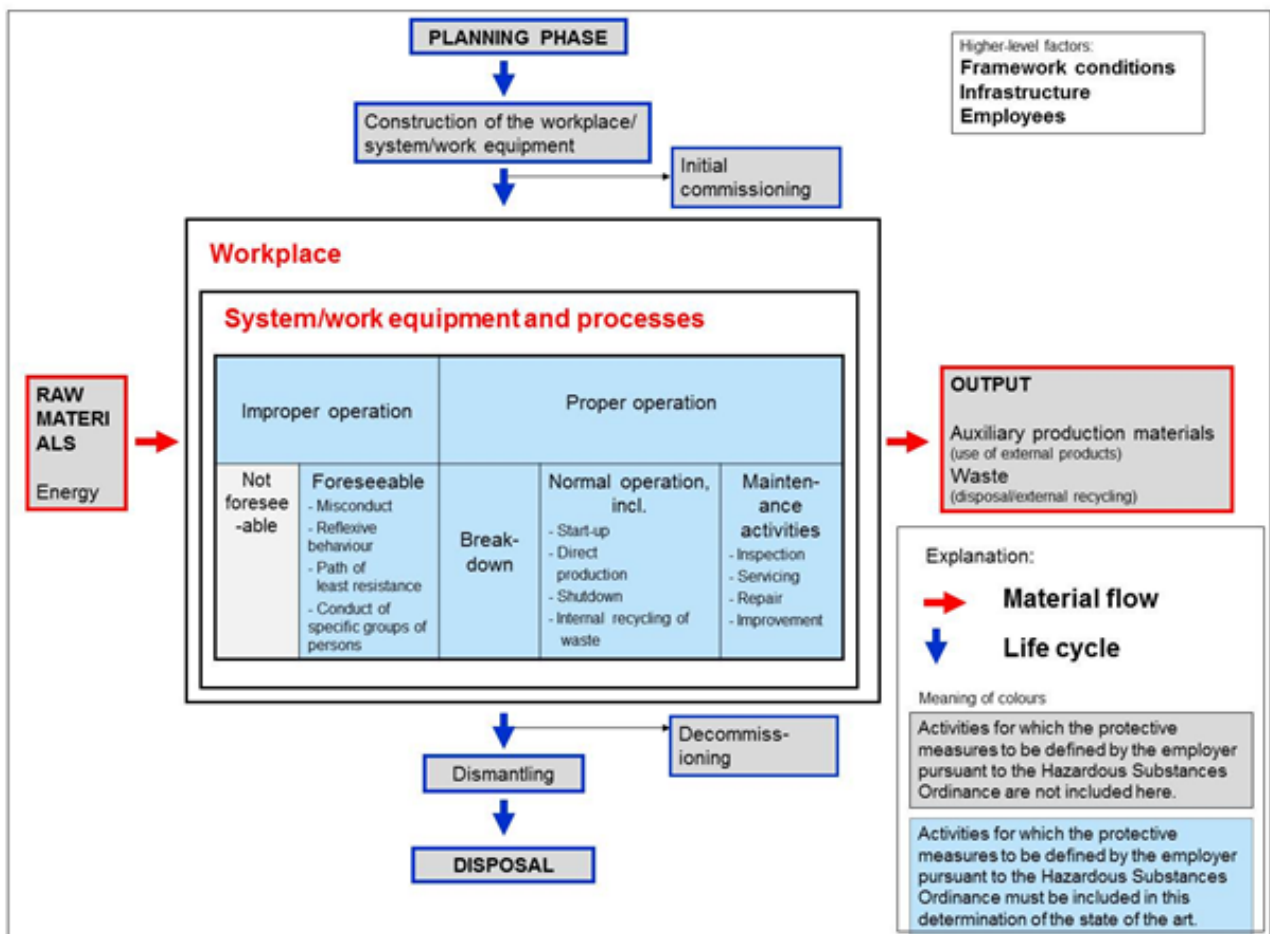 PLANNING PHASE
Higher-level factors:
Framework conditions
Infrastructure
Employees
Construction of the workplace/
system/work equipment
Initial
commissioning
Workplace
System/work equipment and processes
RAW
MATERI
ALS
Energy
Improper operation
Proper operation
Not
foresee
-able
Foreseeable
- Misconduct
- Reflexive
behaviour
- Path of
least resistance
- Conduct of
specific groups of
persons
Break-
down
Normal operation,
incl.
- Start-up
- Direct
production
- Shutdown
- Internal recycling of
waste
Mainten-
ance
activities
- Inspection
- Servicing
- Repair
- Improvement
OUTPUT
Auxiliary production materials
(use of external products)
Waste
(disposal/external recycling)
Explanation:
Material flow
Life cycle
Meaning of colours
Activities for which the protective
measures to be defined by the employer
pursuant to the Hazardous Substances
Ordinance are not included here.
Activities for which the protective
measures to be defined by the employer
pursuant to the Hazardous Substances
Ordinance must be included in this
determination of the state of the art.
Decommiss-
ioning
Dismantling
DISPOSAL